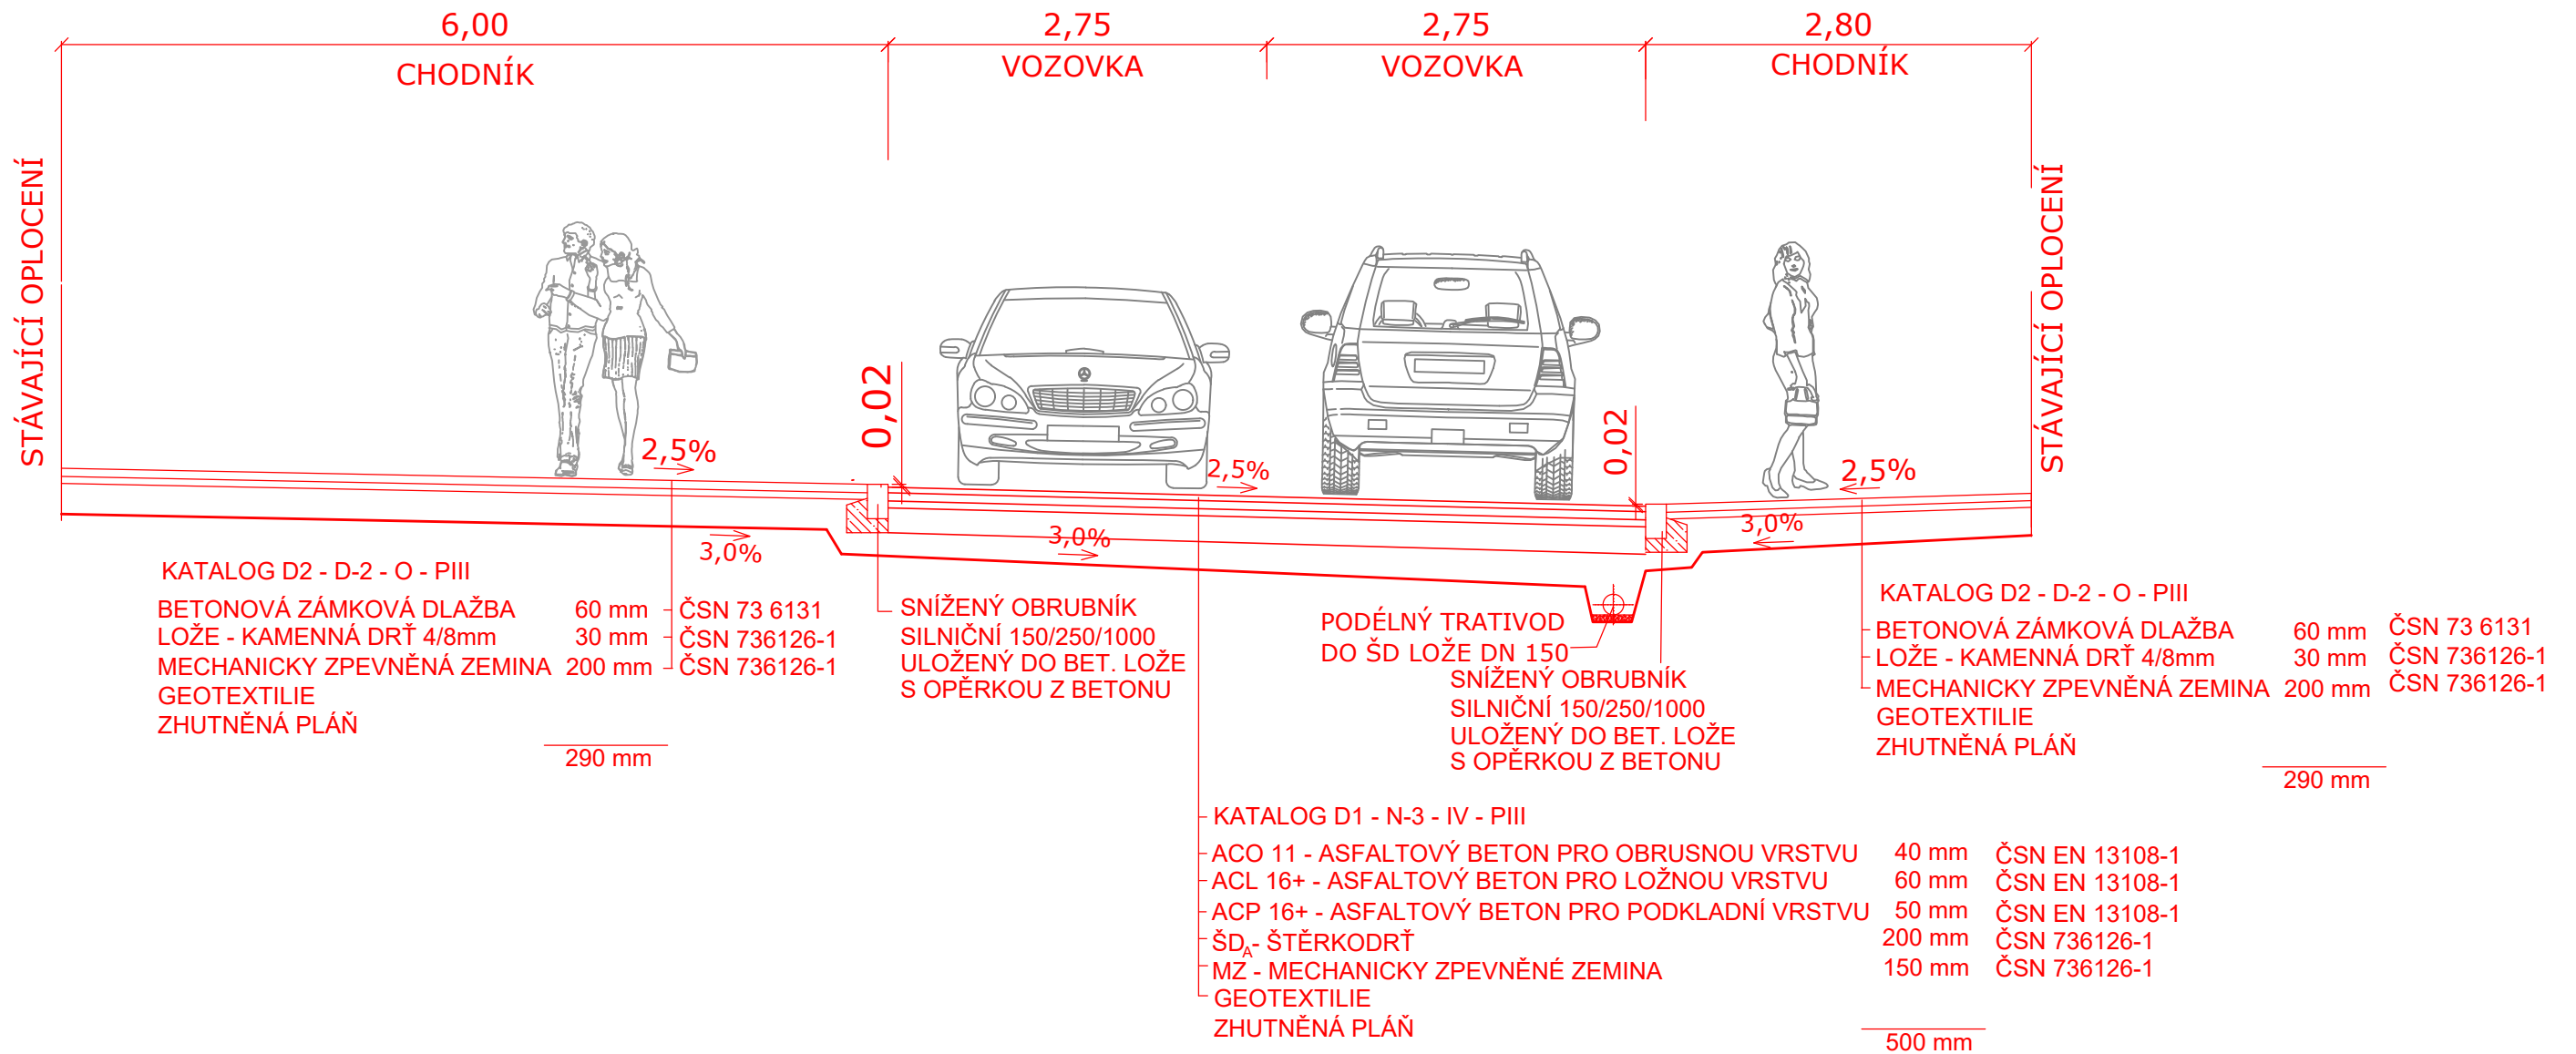 6,00
2,75
2,75
2,80
CHODNÍK
VOZOVKA
VOZOVKA
CHODNÍK
STÁVAJÍCÍ OPLOCENÍ
STÁVAJÍCÍ OPLOCENÍ
0,02
0,02
2,5%
2,5%
2,5%
3,0%
3,0%
3,0%
KATALOG D2 - D-2 - O - PIII
BETONOVÁ ZÁMKOVÁ DLAŽBA 60 mm ČSN 73 6131
LOŽE - KAMENNÁ DRŤ 4/8mm 30 mm ČSN 736126-1
MECHANICKY ZPEVNĚNÁ ZEMINA 200 mm ČSN 736126-1
GEOTEXTILIE
ZHUTNĚNÁ PLÁŇ
290 mm
SNÍŽENÝ OBRUBNÍK
SILNIČNÍ 150/250/1000
ULOŽENÝ DO BET. LOŽE
S OPĚRKOU Z BETONU
PODÉLNÝ TRATIVOD
DO ŠD LOŽE DN 150
SNÍŽENÝ OBRUBNÍK
SILNIČNÍ 150/250/1000
ULOŽENÝ DO BET. LOŽE
S OPĚRKOU Z BETONU
KATALOG D2 - D-2 - O - PIII
BETONOVÁ ZÁMKOVÁ DLAŽBA 60 mm ČSN 73 6131
LOŽE - KAMENNÁ DRŤ 4/8mm 30 mm ČSN 736126-1
MECHANICKY ZPEVNĚNÁ ZEMINA 200 mm ČSN 736126-1
GEOTEXTILIE
ZHUTNĚNÁ PLÁŇ
290 mm
KATALOG D1 - N-3 - IV - PIII
ACO 11 - ASFALTOVÝ BETON PRO OBRUSNOU VRSTVU 40 mm ČSN EN 13108-1
ACL 16+ - ASFALTOVÝ BETON PRO LOŽNOU VRSTVU 60 mm ČSN EN 13108-1
ACP 16+ - ASFALTOVÝ BETON PRO PODKLADNÍ VRSTVU 50 mm ČSN EN 13108-1
ŠDA- ŠTĚRKODRŤ 200 mm ČSN 736126-1
MZ - MECHANICKY ZPEVNĚNÉ ZEMINA 150 mm ČSN 736126-1
GEOTEXTILIE
ZHUTNĚNÁ PLÁŇ
500 mm